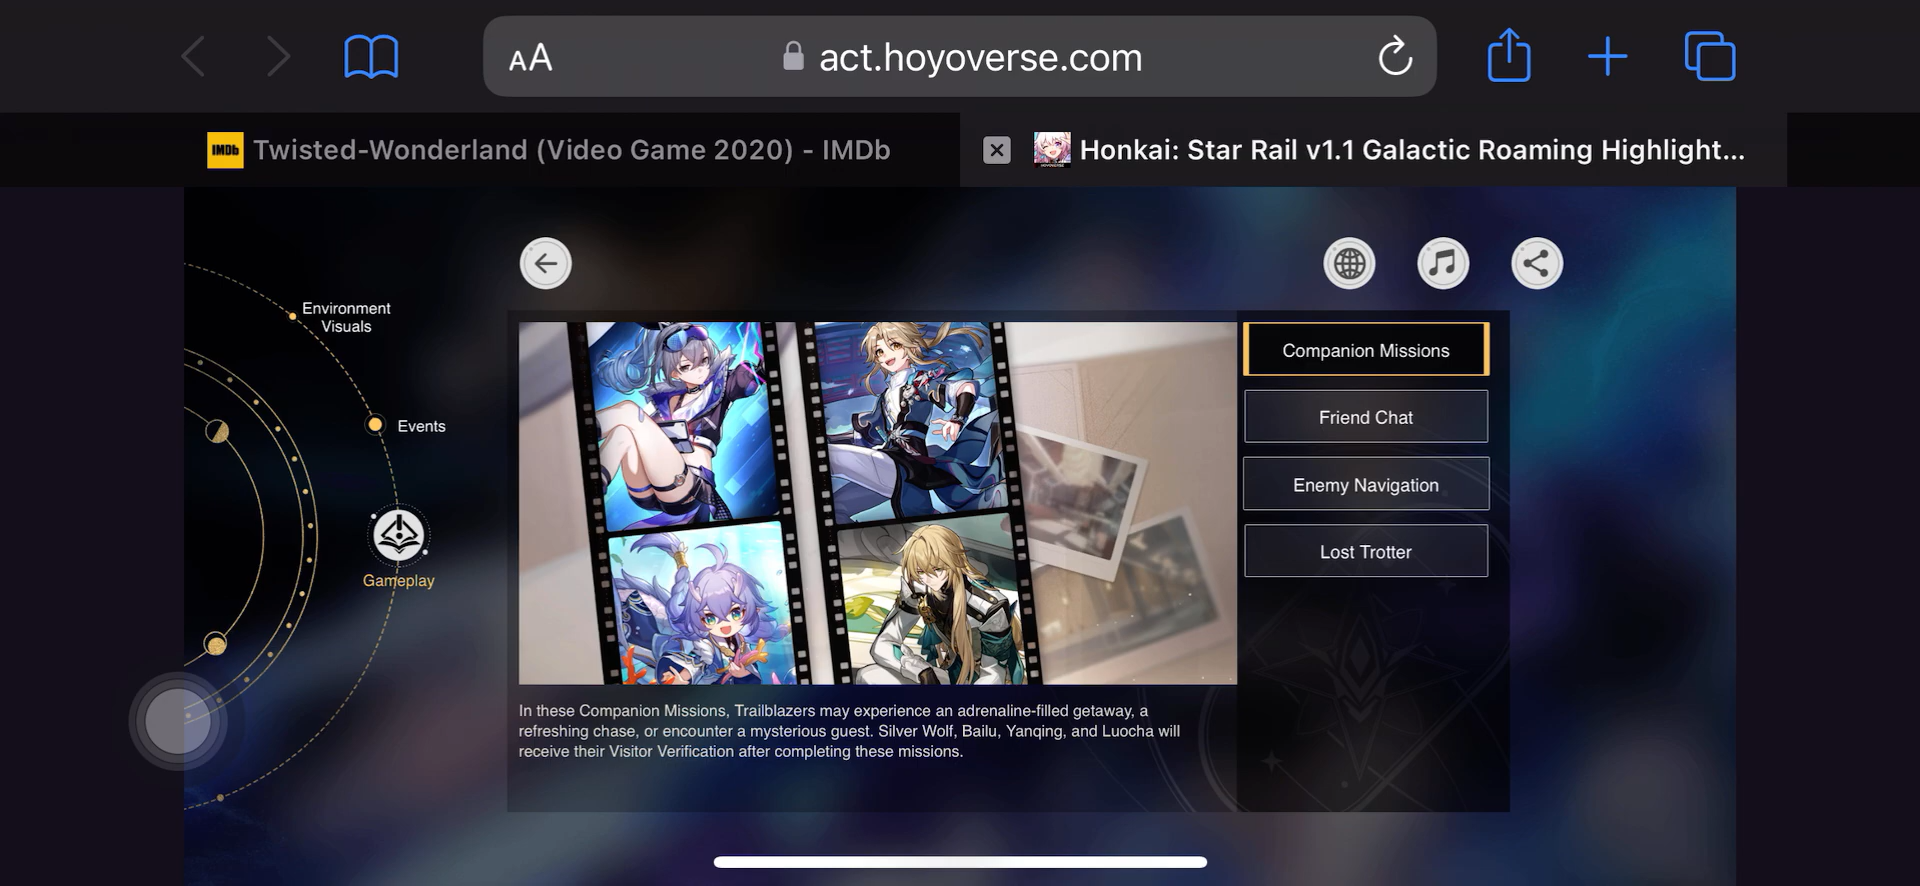 AA
act.hoyoverse.com
IMDb
Twisted-Wonderland (Video Game 2020) - IMDb
Honkai: Star Rail v1.1 Galactic Roaming Highlight...
Environment
Visuals
Events
Gameplay
Companion Missions
Friend Chat
Enemy Navigation
Lost Trotter
In these Companion Missions, Trailblazers may experience an adrenaline-filled getaway, a
refreshing chase, or encounter a mysterious guest. Silver Wolf, Bailu, Yanqing, and Luocha will
receive their Visitor Verification after completing these missions.